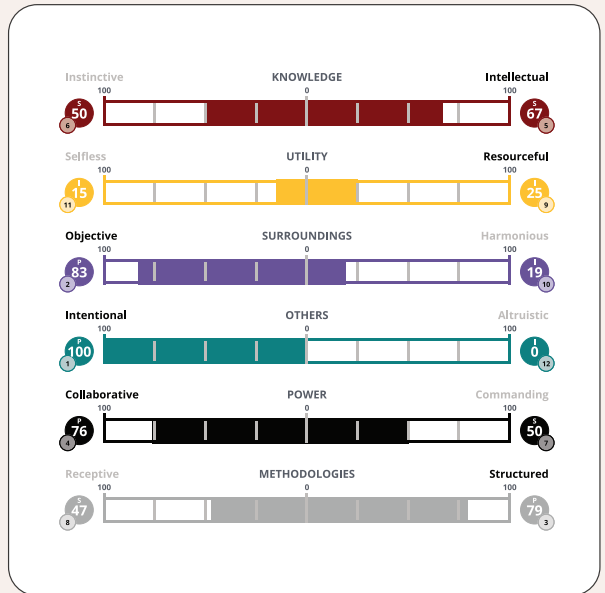 Instinctive KNOWLEDGE Intellectual
100 0 100
S 50 6 S 67 5
Selfless UTILITY Resourceful
100 0 100
I 15 11 I 25 9
Objective SURROUNDINGS Harmonious
100 0 100
P 83 2 I 19 10
Intentional OTHERS Altruistic
100 0 100
P 100 1 I 0 12
Collaborative POWER Commanding
100 0 100
P 76 4 S 50 7
Receptive METHODOLOGIES Structured
100 0 100
S 47 8 P 79 3